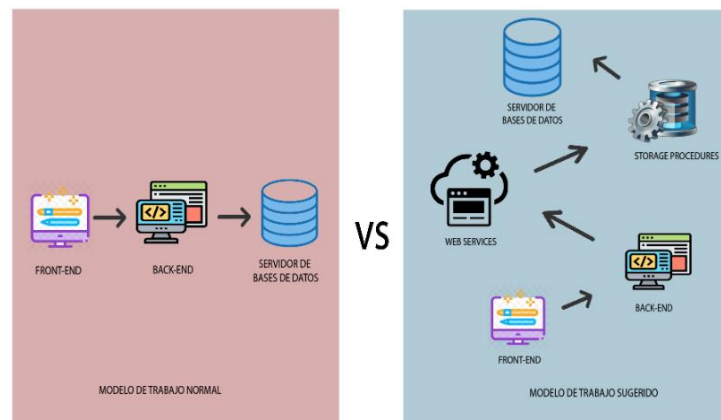 FRONT-END
BACK-END
SERVIDOR DE
BASES DE DATOS
MODELO DE TRABAJO NORMAL
VS
SERVIDOR DE
BASES DE DATOS
STORAGE PROCEDURES
WEB SERVICES
BACK-END
FRONT-END
MODELO DE TRABAJO SUGERIDO